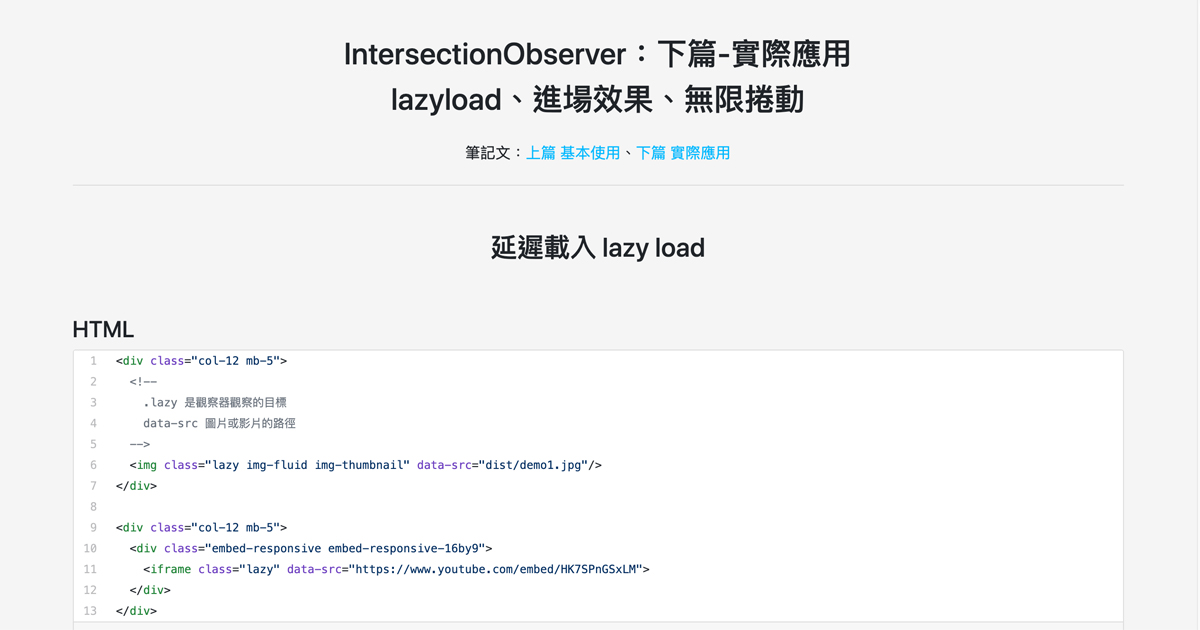 IntersectionObserver：下篇-實際應用
lazyload、進場效果、無限捲動
筆記文：上篇 基本使用、下篇 實際應用
延遲載入 lazy load
HTML
1 <div class="col-12 mb-5">
2 <!--
3 .lazy 是觀察器觀察的目標
4 data-src 圖片或影片的路徑
5 -->
6 <img class="lazy img-fluid img-thumbnail" data-src="dist/demo1.jpg"/>
7 </div>
8
9 <div class="col-12 mb-5">
10 <div class="embed-responsive embed-responsive-16by9">
11 <iframe class="lazy" data-src="https://www.youtube.com/embed/HK7SPnGSxLM">
12 </div>
13 </div>